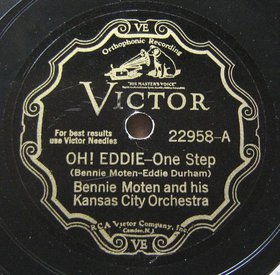 VE
Orthophonic Recording
"HIS MASTER'S VOICE"
VICTOR
For best results
use Victor Needles
22958-A
OH! EDDIE-One Step
(Bennie Moten-Eddie Durham)
Bennie Moten and his
Kansas City Orchestra
RCA Victor Company, Inc.
Camden, N.J.
VE